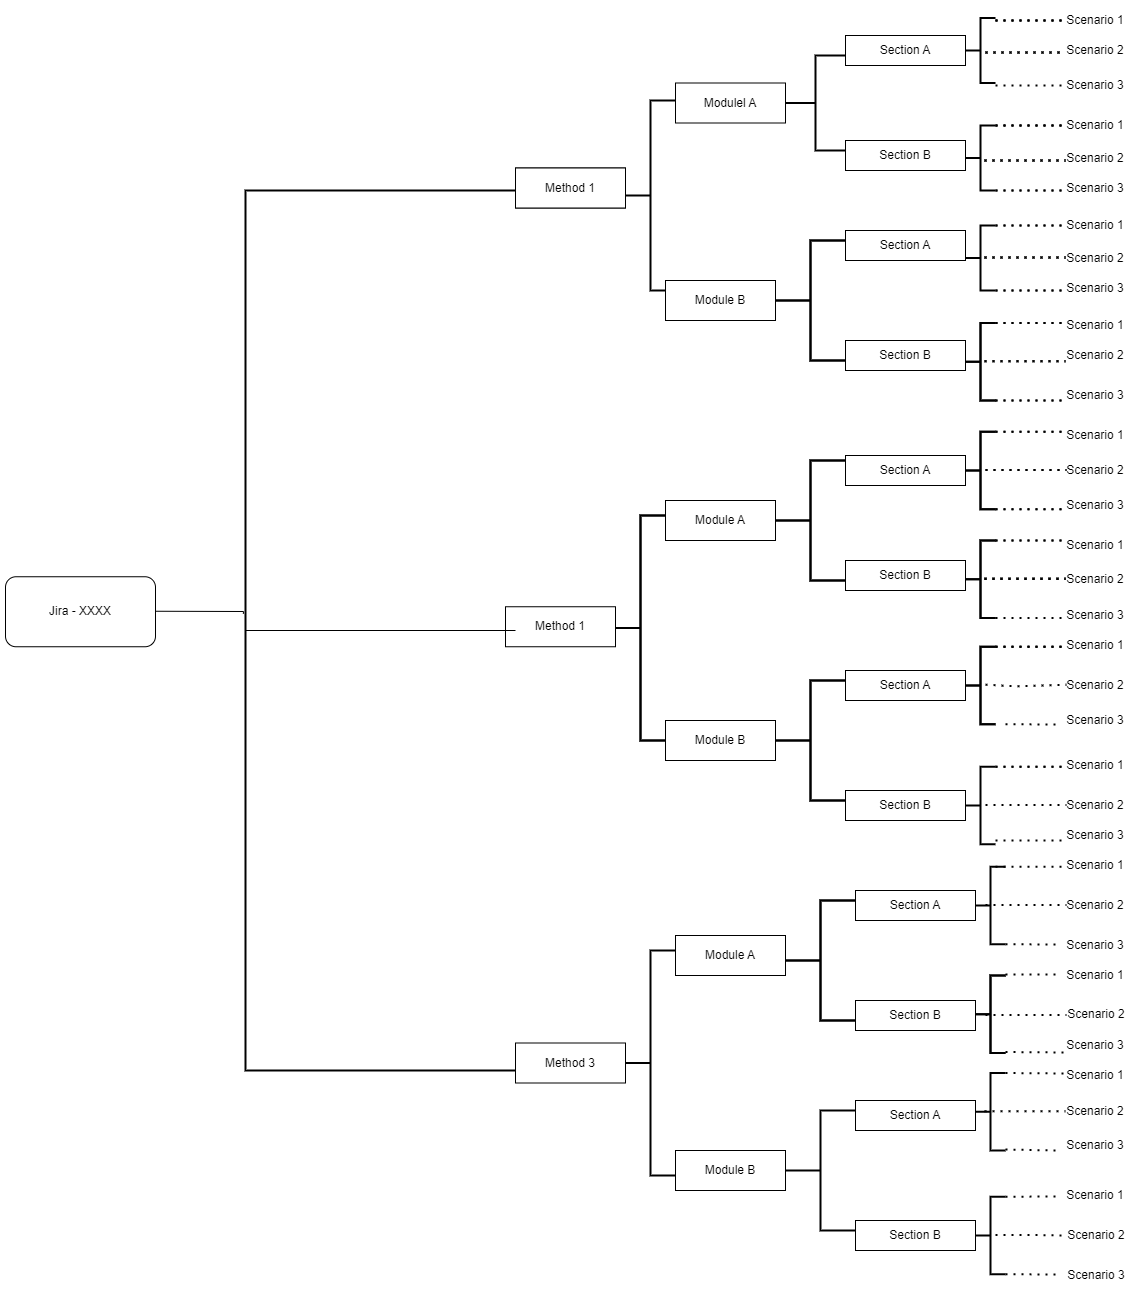 Jira - XXXX
Method 1
Modulel A
Section A
Scenario 1
Scenario 2
Scenario 3
Section B
Scenario 1
Scenario 2
Scenario 3
Module B
Section A
Scenario 1
Scenario 2
Scenario 3
Section B
Scenario 1
Scenario 2
Scenario 3
Method 1
Module A
Section A
Scenario 1
Scenario 2
Scenario 3
Section B
Scenario 1
Scenario 2
Scenario 3
Module B
Section A
Scenario 1
Scenario 2
Scenario 3
Section B
Scenario 1
Scenario 2
Scenario 3
Method 3
Module A
Section A
Scenario 1
Scenario 2
Scenario 3
Section B
Scenario 1
Scenario 2
Scenario 3
Module B
Section A
Scenario 1
Scenario 2
Scenario 3
Section B
Scenario 1
Scenario 2
Scenario 3